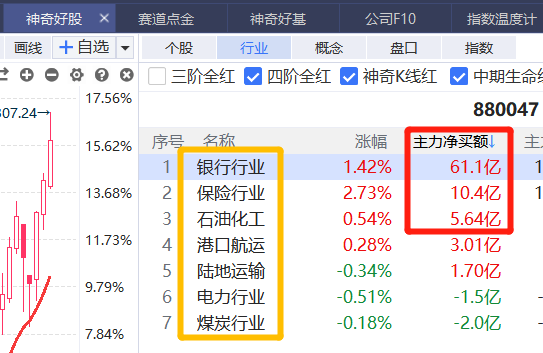 神奇好股 × 赛道点金 神奇好基 公司F10 指数温度计
画线 +自选 个股 行业 概念 盘口 指数
三阶全红 四阶全红 神奇K线红 中期生命
307.24→ 17.56% 880047
序号 名称 涨幅 主力净买额↓ 主
15.62% 1 银行行业 1.42% 61.1亿
13.68% 2 保险行业 2.73% 10.4亿
3 石油化工 0.54% 5.64亿
11.73% 4 港口航运 0.28% 3.01亿
9.79% 5 陆地运输 -0.34% 1.70亿
6 电力行业 -0.51% -1.5亿
7.84% 7 煤炭行业 -0.18% -2.0亿